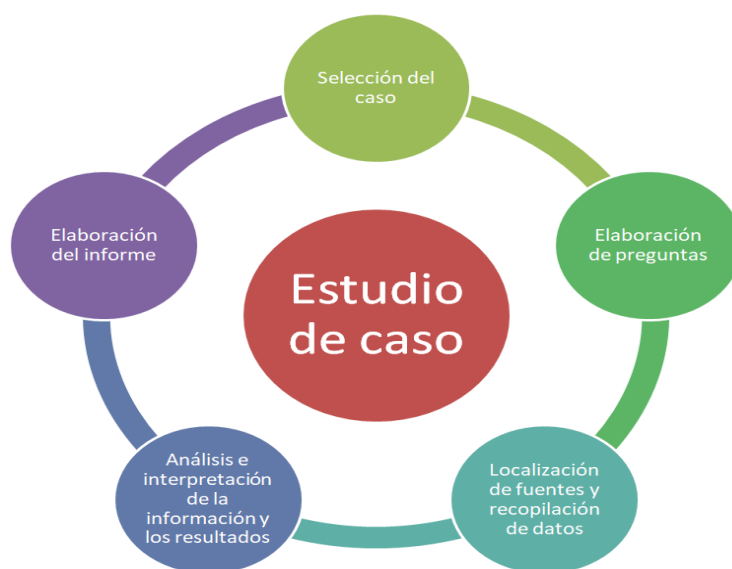 Selección del
caso
Elaboración
de preguntas
Localización
de fuentes y
recopilación
de datos
Análisis e
interpretación
de la
información y
los resultados
Elaboración
del informe
Estudio
de caso